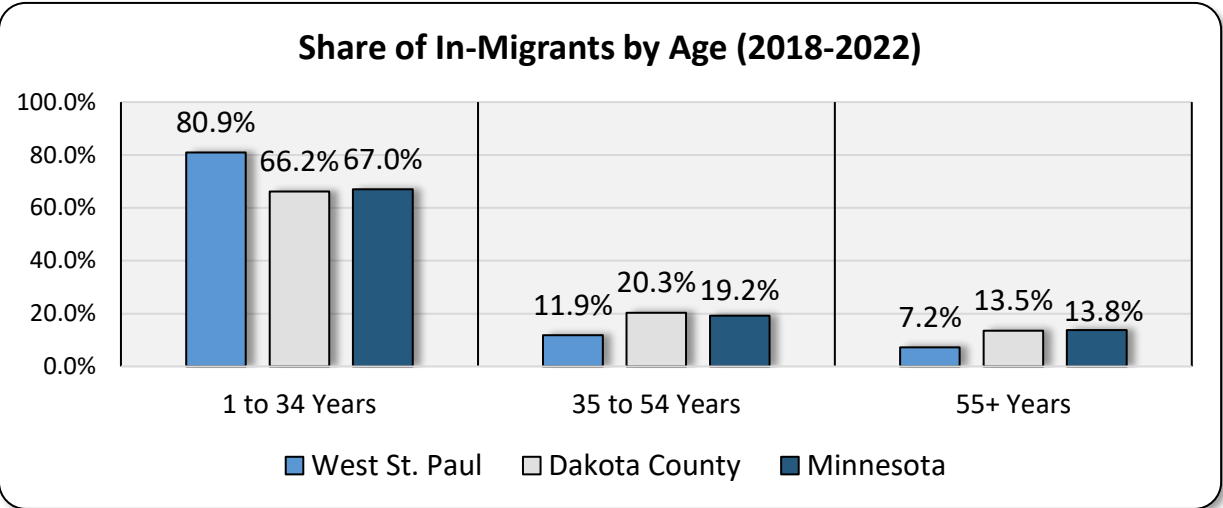 Share of In-Migrants by Age (2018-2022)
100.0%
80.0%
60.0%
40.0%
20.0%
0.0%
80.9%
66.2%
67.0%
11.9%
20.3%
19.2%
7.2%
13.5%
13.8%
1 to 34 Years
35 to 54 Years
55+ Years
West St. Paul
Dakota County
Minnesota